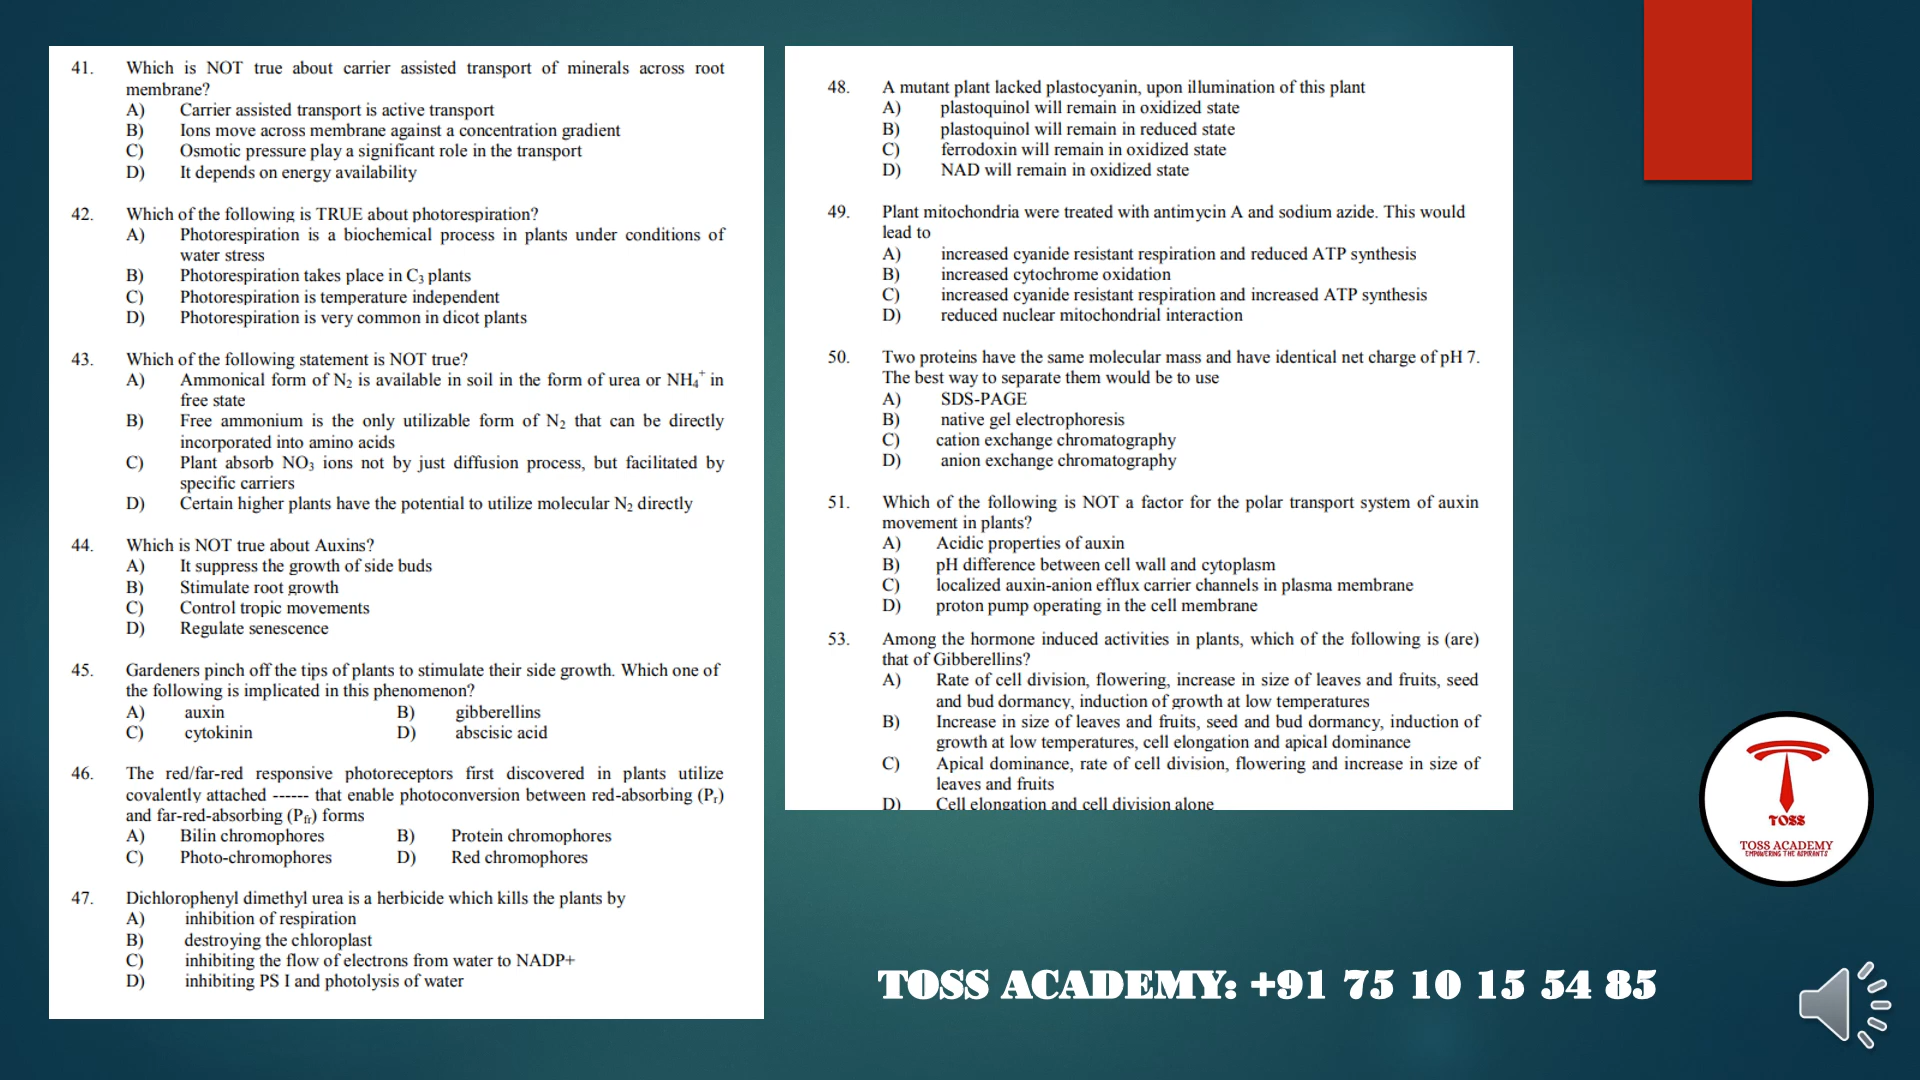 41. Which is NOT true about carrier assisted transport of minerals across root
membrane?
A) Carrier assisted transport is active transport
B) Ions move across membrane against a concentration gradient
C) Osmotic pressure play a significant role in the transport
D) It depends on energy availability
42. Which of the following is TRUE about photorespiration?
A) Photorespiration is a biochemical process in plants under conditions of
water stress
B) Photorespiration takes place in C₃ plants
C) Photorespiration is temperature independent
D) Photorespiration is very common in dicot plants
43. Which of the following statement is NOT true?
A) Ammonical form of N₂ is available in soil in the form of urea or NH₄⁺ in
free state
B) Free ammonium is the only utilizable form of N₂ that can be directly
incorporated into amino acids
C) Plant absorb NO₃ ions not by just diffusion process, but facilitated by
specific carriers
D) Certain higher plants have the potential to utilize molecular N₂ directly
44. Which is NOT true about Auxins?
A) It suppress the growth of side buds
B) Stimulate root growth
C) Control tropic movements
D) Regulate senescence
45. Gardeners pinch off the tips of plants to stimulate their side growth. Which one of
the following is implicated in this phenomenon?
A) auxin B) gibberellins
C) cytokinin D) abscisic acid
46. The red/far-red responsive photoreceptors first discovered in plants utilize
covalently attached ------ that enable photoconversion between red-absorbing (Pr)
and far-red-absorbing (Pfr) forms
A) Bilin chromophores B) Protein chromophores
C) Photo-chromophores D) Red chromophores
47. Dichlorophenyl dimethyl urea is a herbicide which kills the plants by
A) inhibition of respiration
B) destroying the chloroplast
C) inhibiting the flow of electrons from water to NADP+
D) inhibiting PS I and photolysis of water
48. A mutant plant lacked plastocyanin, upon illumination of this plant
A) plastoquinol will remain in oxidized state
B) plastoquinol will remain in reduced state
C) ferrodoxin will remain in oxidized state
D) NAD will remain in oxidized state
49. Plant mitochondria were treated with antimycin A and sodium azide. This would
lead to
A) increased cyanide resistant respiration and reduced ATP synthesis
B) increased cytochrome oxidation
C) increased cyanide resistant respiration and increased ATP synthesis
D) reduced nuclear mitochondrial interaction
50. Two proteins have the same molecular mass and have identical net charge of pH 7.
The best way to separate them would be to use
A) SDS-PAGE
B) native gel electrophoresis
C) cation exchange chromatography
D) anion exchange chromatography
51. Which of the following is NOT a factor for the polar transport system of auxin
movement in plants?
A) Acidic properties of auxin
B) pH difference between cell wall and cytoplasm
C) localized auxin-anion efflux carrier channels in plasma membrane
D) proton pump operating in the cell membrane
53. Among the hormone induced activities in plants, which of the following is (are)
that of Gibberellins?
A) Rate of cell division, flowering, increase in size of leaves and fruits, seed
and bud dormancy, induction of growth at low temperatures
B) Increase in size of leaves and fruits, seed and bud dormancy, induction of
growth at low temperatures, cell elongation and apical dominance
C) Apical dominance, rate of cell division, flowering and increase in size of
leaves and fruits
D) Cell elongation and cell division alone
TOSS
TOSS ACADEMY
EMPOWERING THE ASPIRANTS
TOSS ACADEMY: +91 75 10 15 54 85